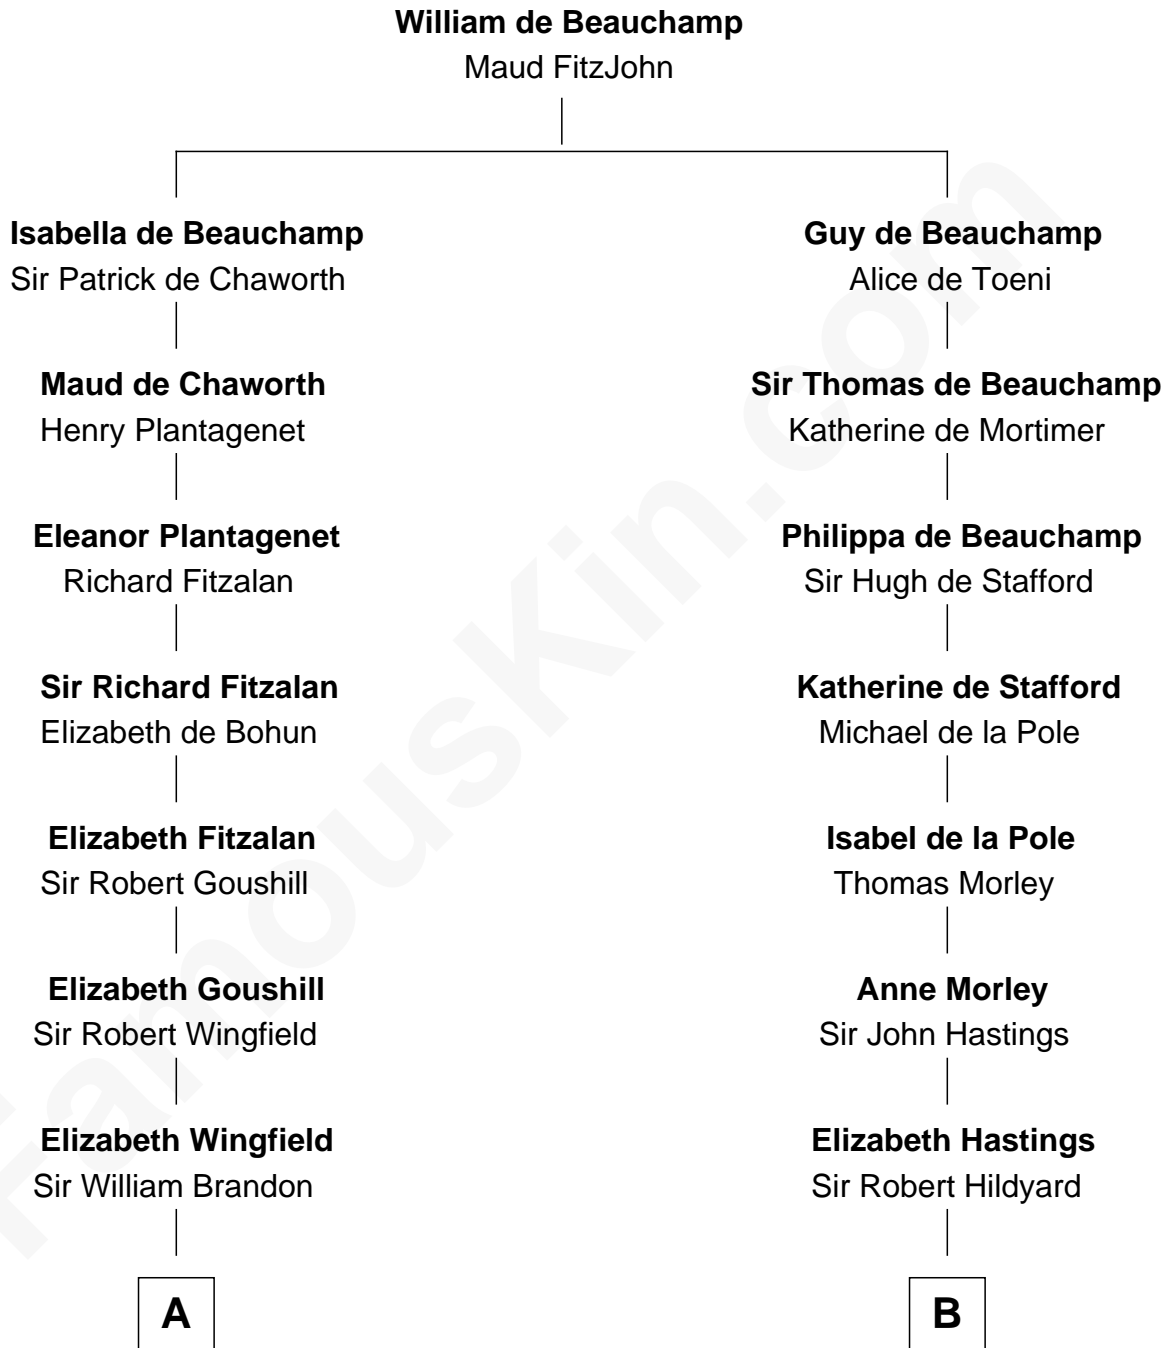 William de Beauchamp
Maud FitzJohn
Isabella de Beauchamp
Sir Patrick de Chaworth
Guy de Beauchamp
Alice de Toeni
Maud de Chaworth
Henry Plantagenet
Sir Thomas de Beauchamp
Katherine de Mortimer
Eleanor Plantagenet
Richard Fitzalan
Philippa de Beauchamp
Sir Hugh de Stafford
Sir Richard Fitzalan
Elizabeth de Bohun
Katherine de Stafford
Michael de la Pole
Elizabeth Fitzalan
Sir Robert Goushill
Isabel de la Pole
Thomas Morley
Elizabeth Goushill
Sir Robert Wingfield
Anne Morley
Sir John Hastings
Elizabeth Wingfield
Sir William Brandon
Elizabeth Hastings
Sir Robert Hildyard
A
B
FamousKin.com